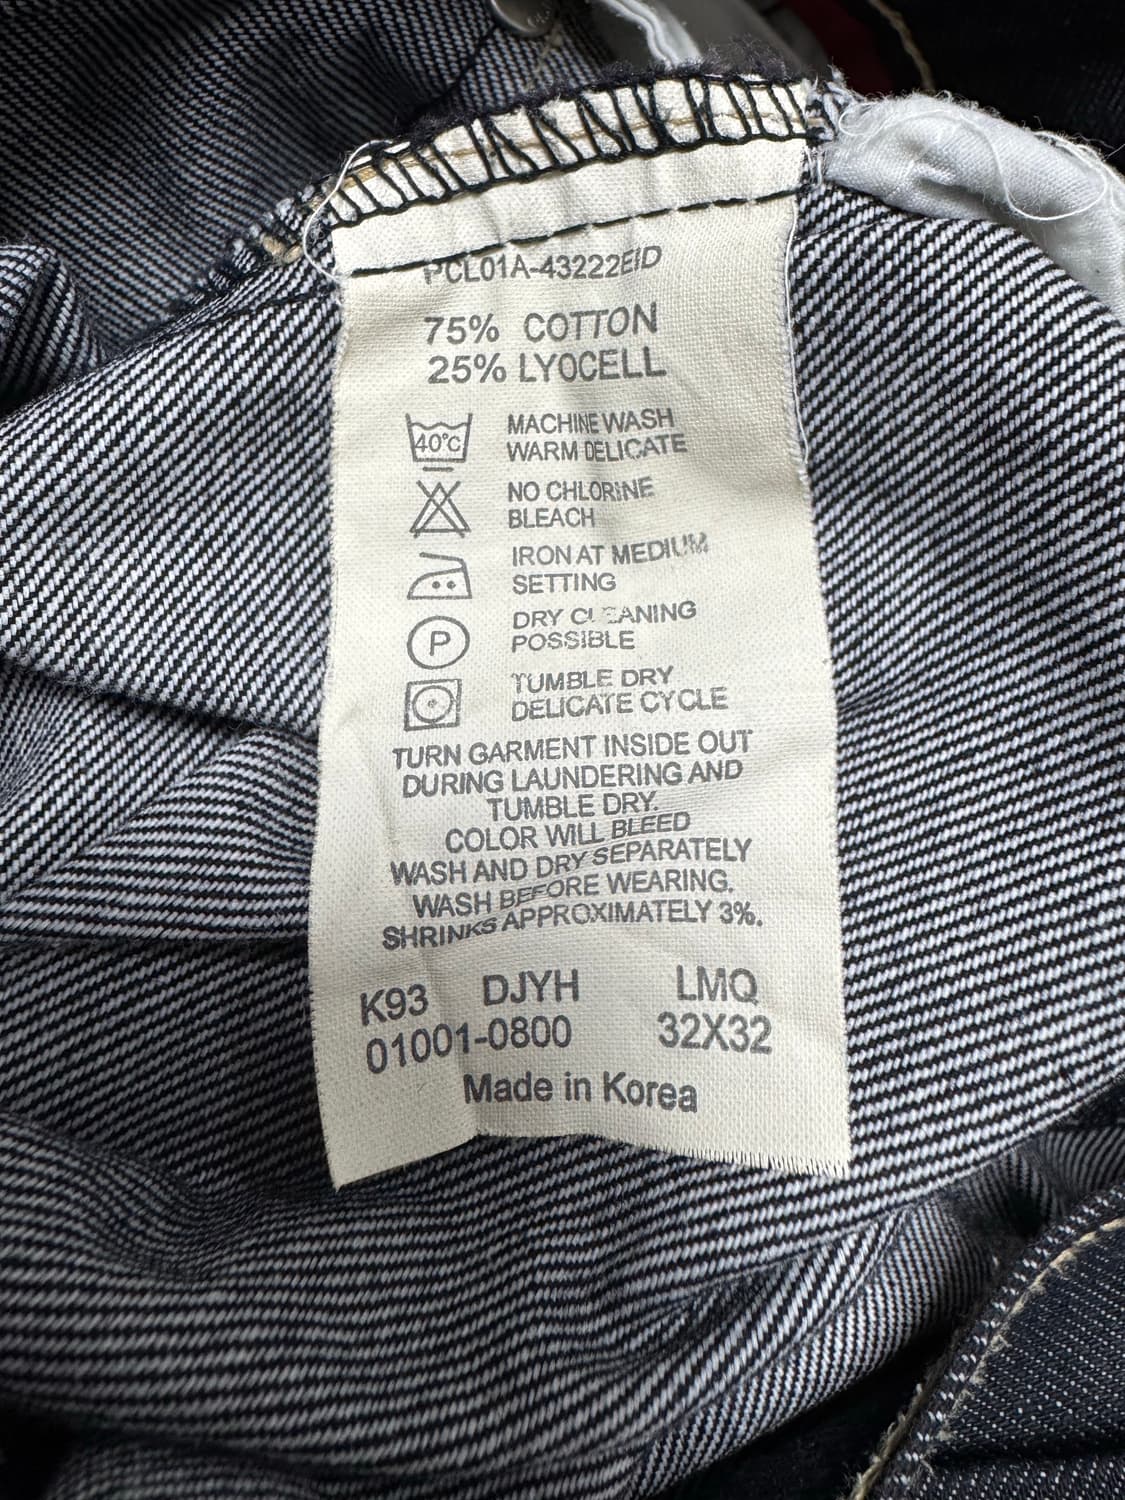 PCL01A-43222EID
75% COTTON
25% LYOCELL
40°C
MACHINE WASH
WARM DELICATE
NO CHLORINE
BLEACH
IRON AT MEDIUM
SETTING
P
DRY CLEANING
POSSIBLE
TUMBLE DRY
DELICATE CYCLE
TURN GARMENT INSIDE OUT
DURING LAUNDERING AND
TUMBLE DRY.
COLOR WILL BLEED
WASH AND DRY SEPARATELY
WASH BEFORE WEARING.
SHRINKS APPROXIMATELY 3%.
K93 DJYH LMQ
01001-0800 32X32
Made in Korea